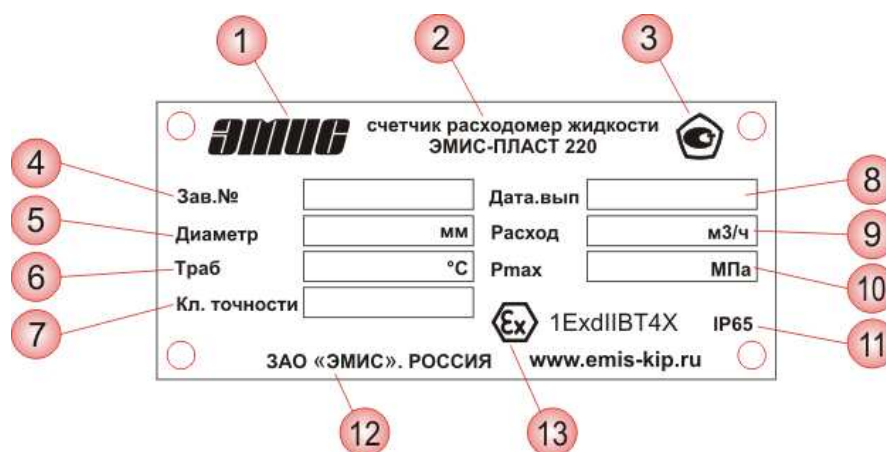 1 2 3
ЭМИС счетчик расходомер жидкости
ЭМИС-ПЛАСТ 220
4 Зав.№ Дата.вып 8
5 Диаметр мм Расход м3/ч 9
6 Траб °C Pmax МПа 10
7 Кл. точности
Ex 1ExdIIBT4X IP65 11
ЗАО «ЭМИС». РОССИЯ www.emis-kip.ru
12 13